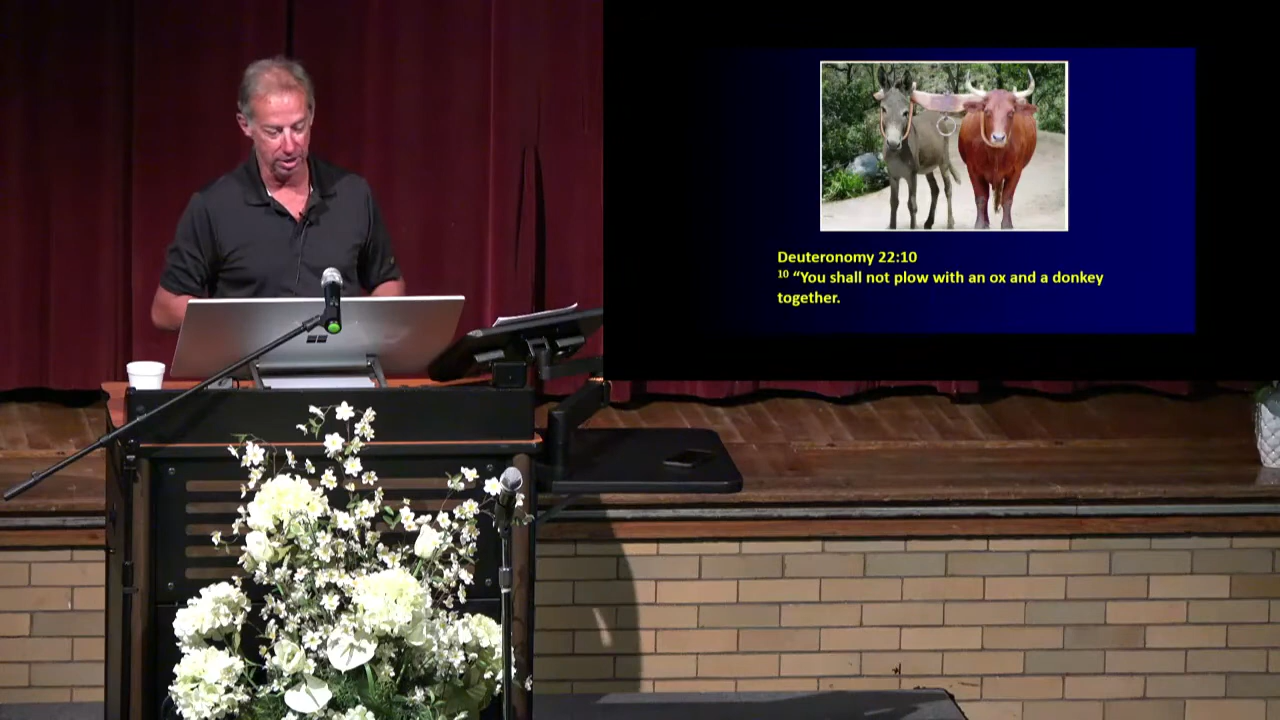 Deuteronomy 22:10
10 “You shall not plow with an ox and a donkey
together.